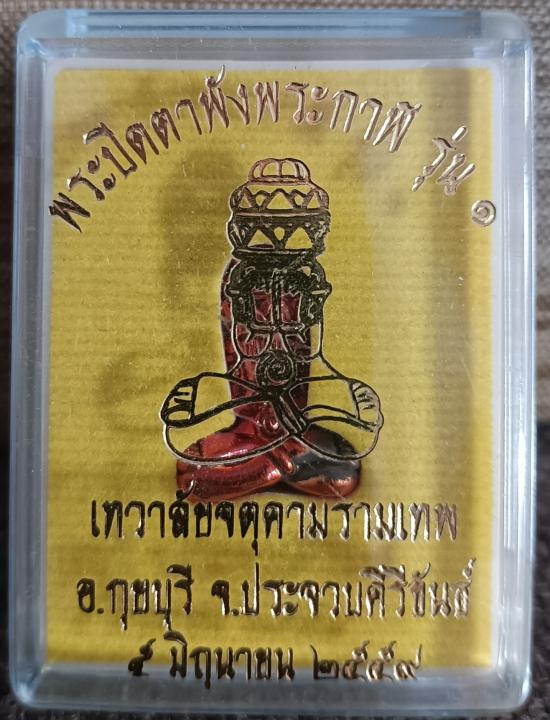 พระปิดตาพังพระกาฬ รุ่น ๑
เทวาลัยจตุคามรามเทพ
อ.กุยบุรี จ.ประจวบคีรีขันธ์
๕ มิถุนายน ๒๕๕๙